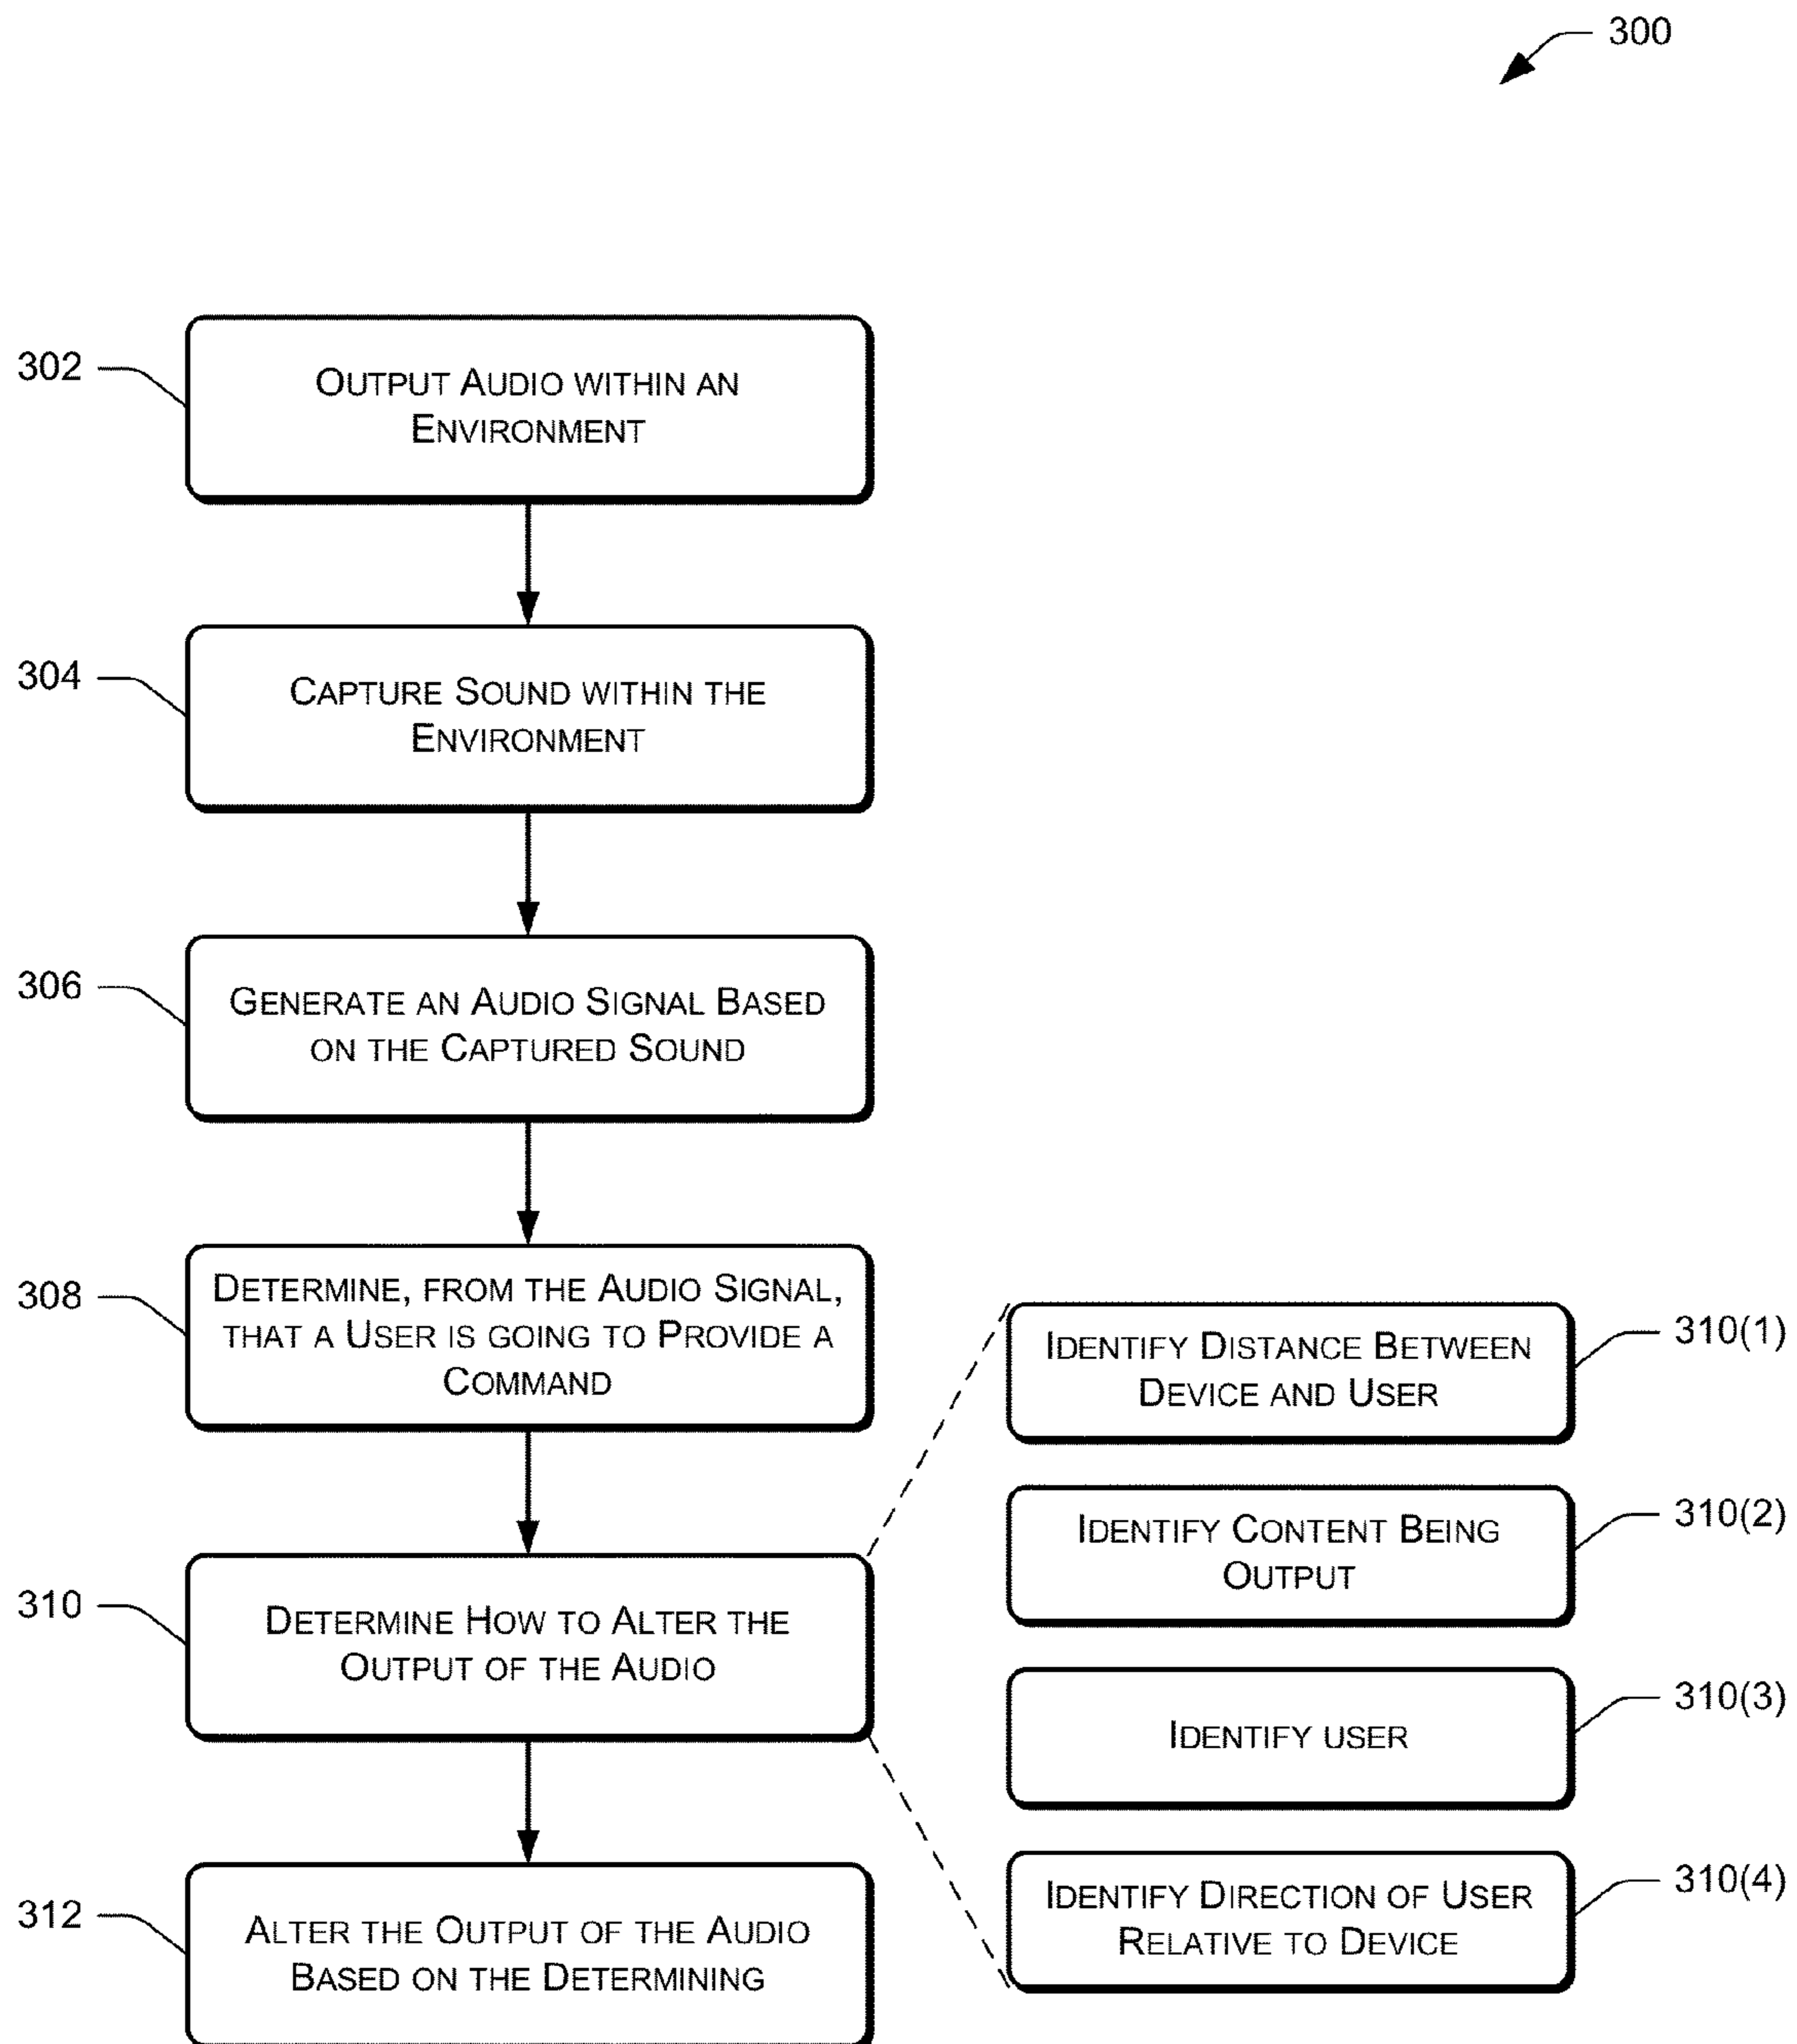 300
302
OUTPUT AUDIO WITHIN AN
ENVIRONMENT
304
CAPTURE SOUND WITHIN THE
ENVIRONMENT
306
GENERATE AN AUDIO SIGNAL BASED
ON THE CAPTURED SOUND
308
DETERMINE, FROM THE AUDIO SIGNAL,
THAT A USER IS GOING TO PROVIDE A
COMMAND
310
DETERMINE HOW TO ALTER THE
OUTPUT OF THE AUDIO
310(1)
IDENTIFY DISTANCE BETWEEN
DEVICE AND USER
310(2)
IDENTIFY CONTENT BEING
OUTPUT
310(3)
IDENTIFY USER
310(4)
IDENTIFY DIRECTION OF USER
RELATIVE TO DEVICE
312
ALTER THE OUTPUT OF THE AUDIO
BASED ON THE DETERMINING